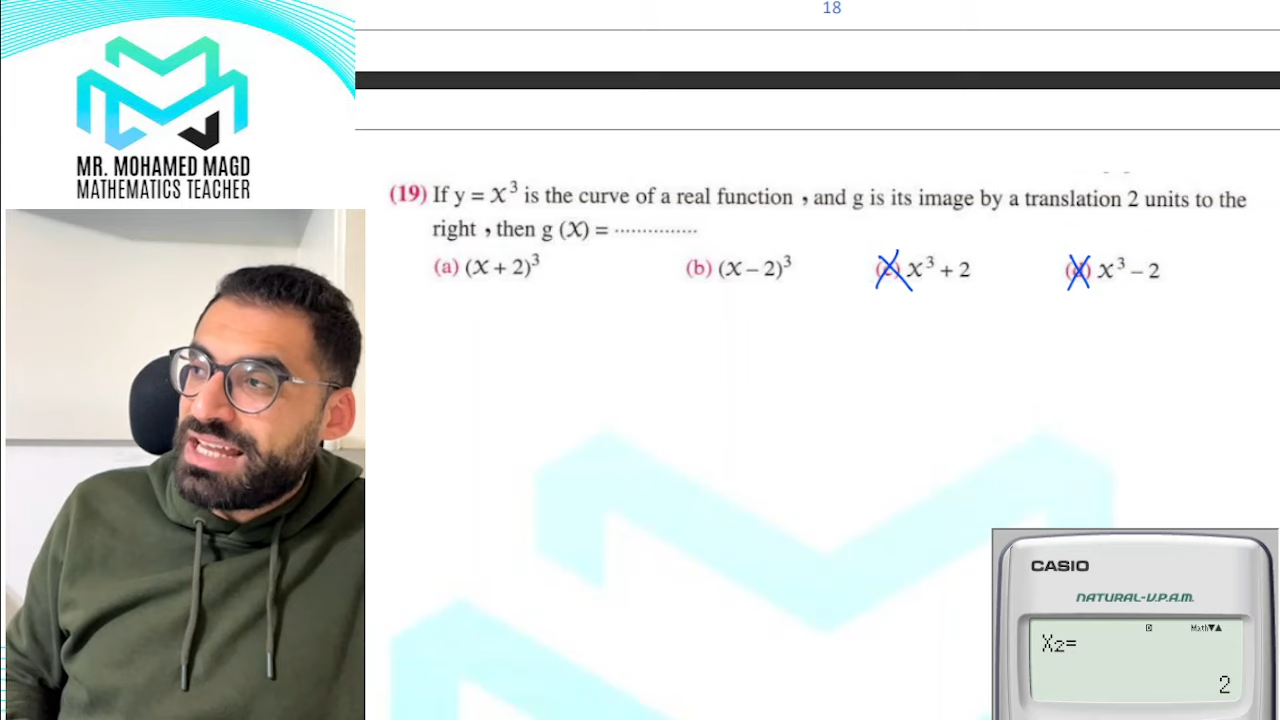 18
MR. MOHAMED MAGD
MATHEMATICS TEACHER
(19) If y = x³ is the curve of a real function , and g is its image by a translation 2 units to the
right , then g (x) = ...............
(a) (x + 2)³ (b) (x – 2)³ (c) x³ + 2 (d) x³ – 2
CASIO
NATURAL-V.P.A.M.
Math▼▲
X₂=
2